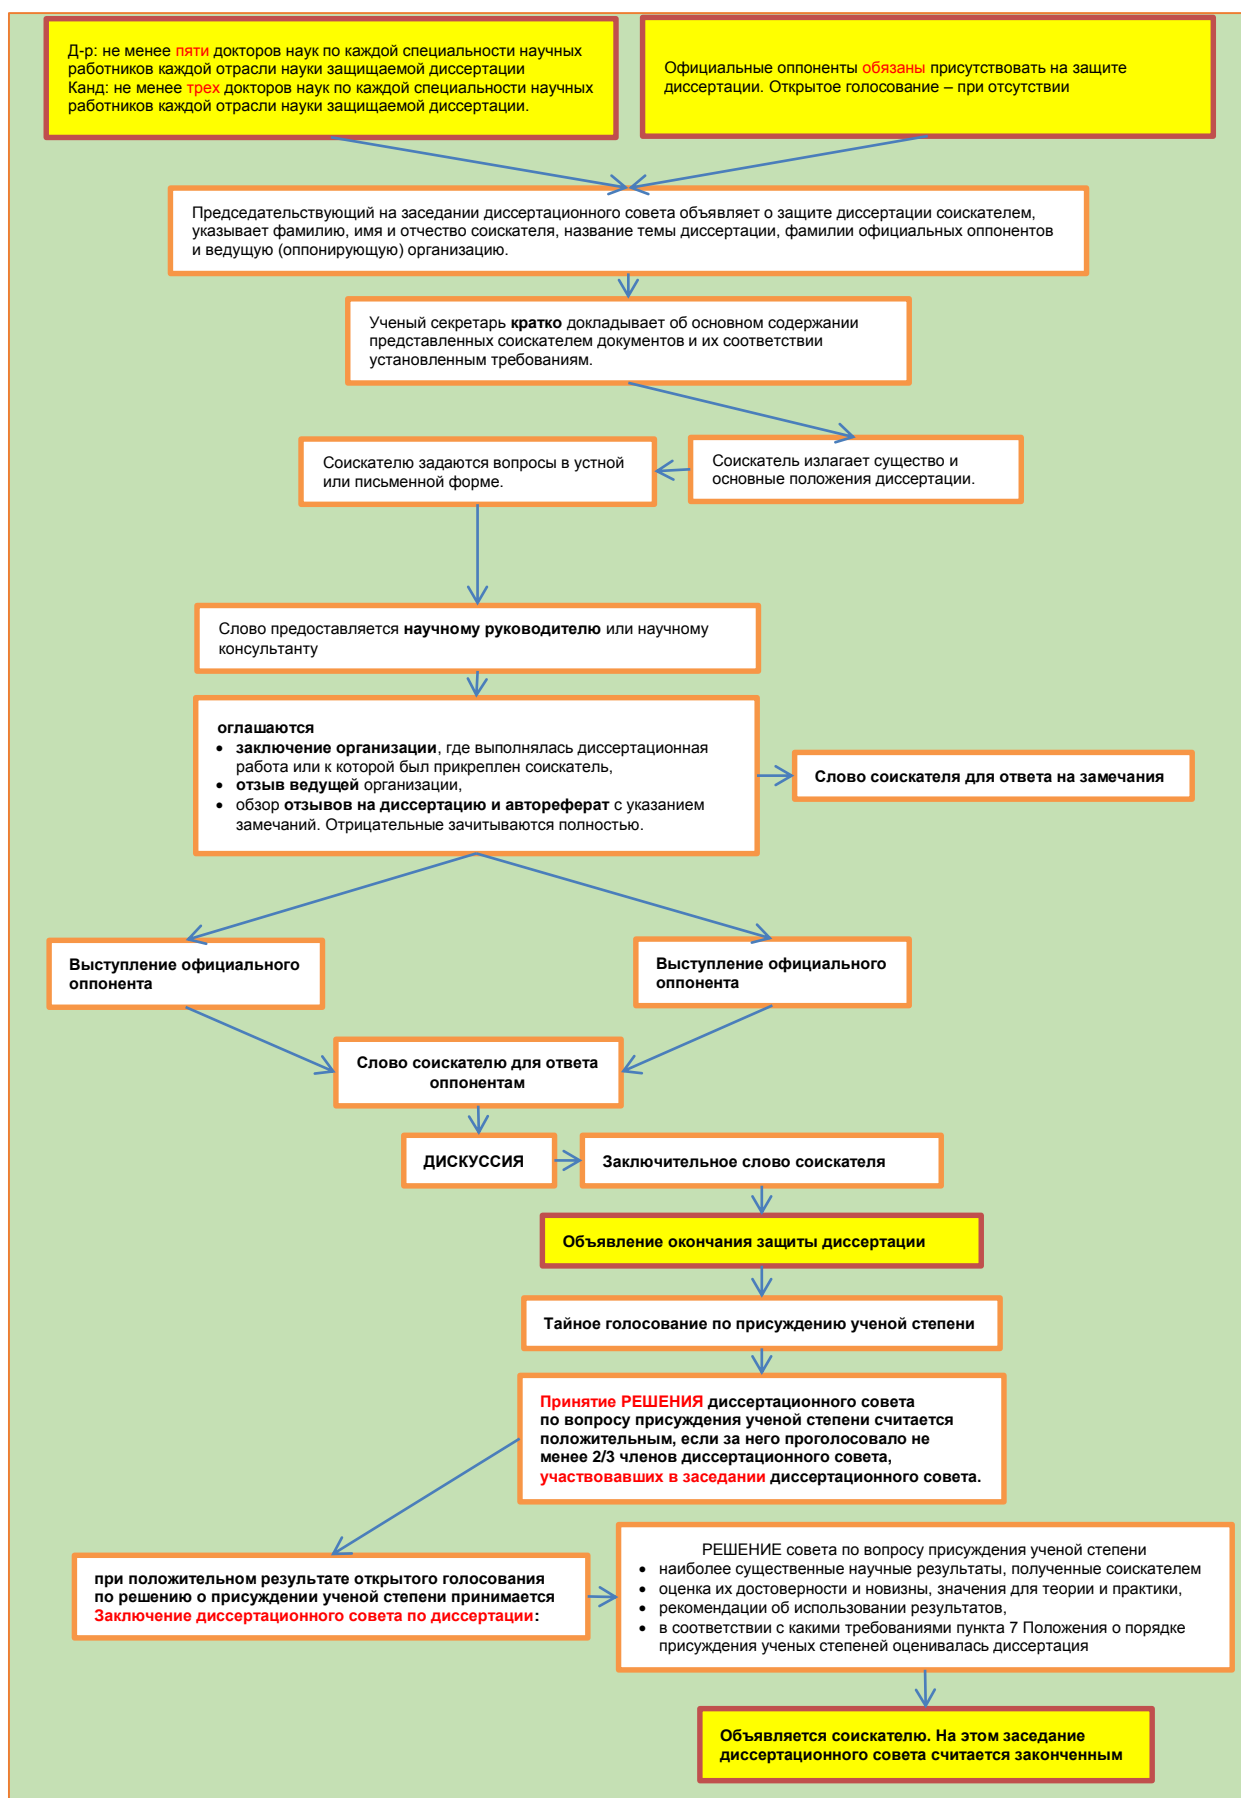 Д-р: не менее пяти докторов наук по каждой специальности научных
работников каждой отрасли науки защищаемой диссертации
Канд: не менее трех докторов наук по каждой специальности научных
работников каждой отрасли науки защищаемой диссертации.
Официальные оппоненты обязаны присутствовать на защите
диссертации. Открытое голосование – при отсутствии
Председательствующий на заседании диссертационного совета объявляет о защите диссертации соискателем,
указывает фамилию, имя и отчество соискателя, название темы диссертации, фамилии официальных оппонентов
и ведущую (оппонирующую) организацию.
Ученый секретарь кратко докладывает об основном содержании
представленных соискателем документов и их соответствии
установленным требованиям.
Соискателю задаются вопросы в устной
или письменной форме.
Соискатель излагает существо и
основные положения диссертации.
Слово предоставляется научному руководителю или научному
консультанту
оглашаются
• заключение организации, где выполнялась диссертационная
работа или к которой был прикреплен соискатель,
• отзыв ведущей организации,
• обзор отзывов на диссертацию и автореферат с указанием
замечаний. Отрицательные зачитываются полностью.
Слово соискателя для ответа на замечания
Выступление официального
оппонента
Выступление официального
оппонента
Слово соискателю для ответа
оппонентам
ДИСКУССИЯ
Заключительное слово соискателя
Объявление окончания защиты диссертации
Тайное голосование по присуждению ученой степени
Принятие РЕШЕНИЯ диссертационного совета
по вопросу присуждения ученой степени считается
положительным, если за него проголосовало не
менее 2/3 членов диссертационного совета,
участвовавших в заседании диссертационного совета.
при положительном результате открытого голосования
по решению о присуждении ученой степени принимается
Заключение диссертационного совета по диссертации:
РЕШЕНИЕ совета по вопросу присуждения ученой степени
• наиболее существенные научные результаты, полученные соискателем
• оценка их достоверности и новизны, значения для теории и практики,
• рекомендации об использовании результатов,
• в соответствии с какими требованиями пункта 7 Положения о порядке
присуждения ученых степеней оценивалась диссертация
Объявляется соискателю. На этом заседание
диссертационного совета считается законченным